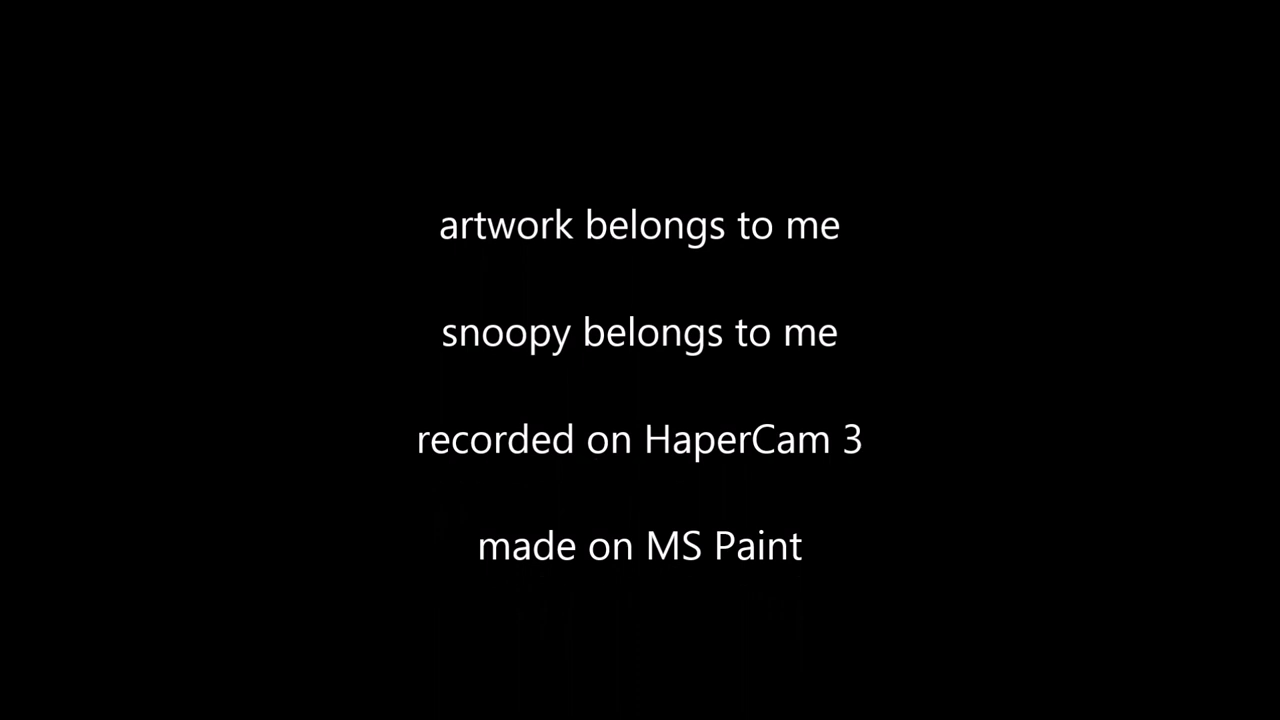 artwork belongs to me
snoopy belongs to me
recorded on HaperCam 3
made on MS Paint